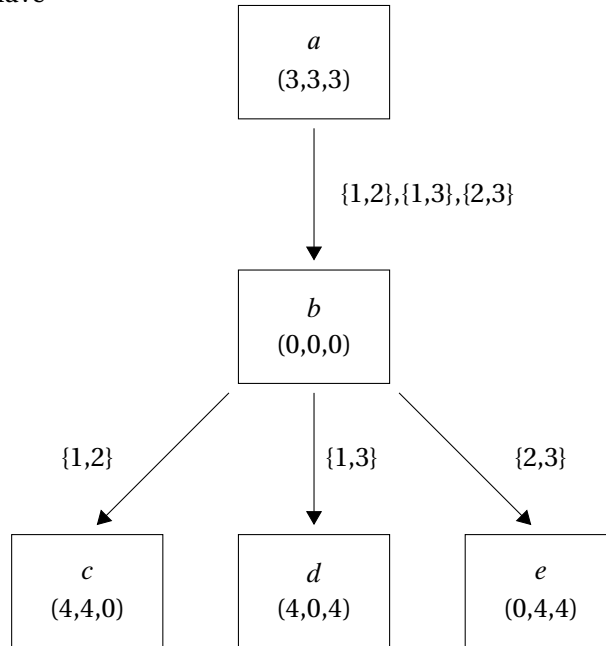 a
(3,3,3)
{1,2},{1,3},{2,3}
b
(0,0,0)
{1,2}
{1,3}
{2,3}
c
(4,4,0)
d
(4,0,4)
e
(0,4,4)